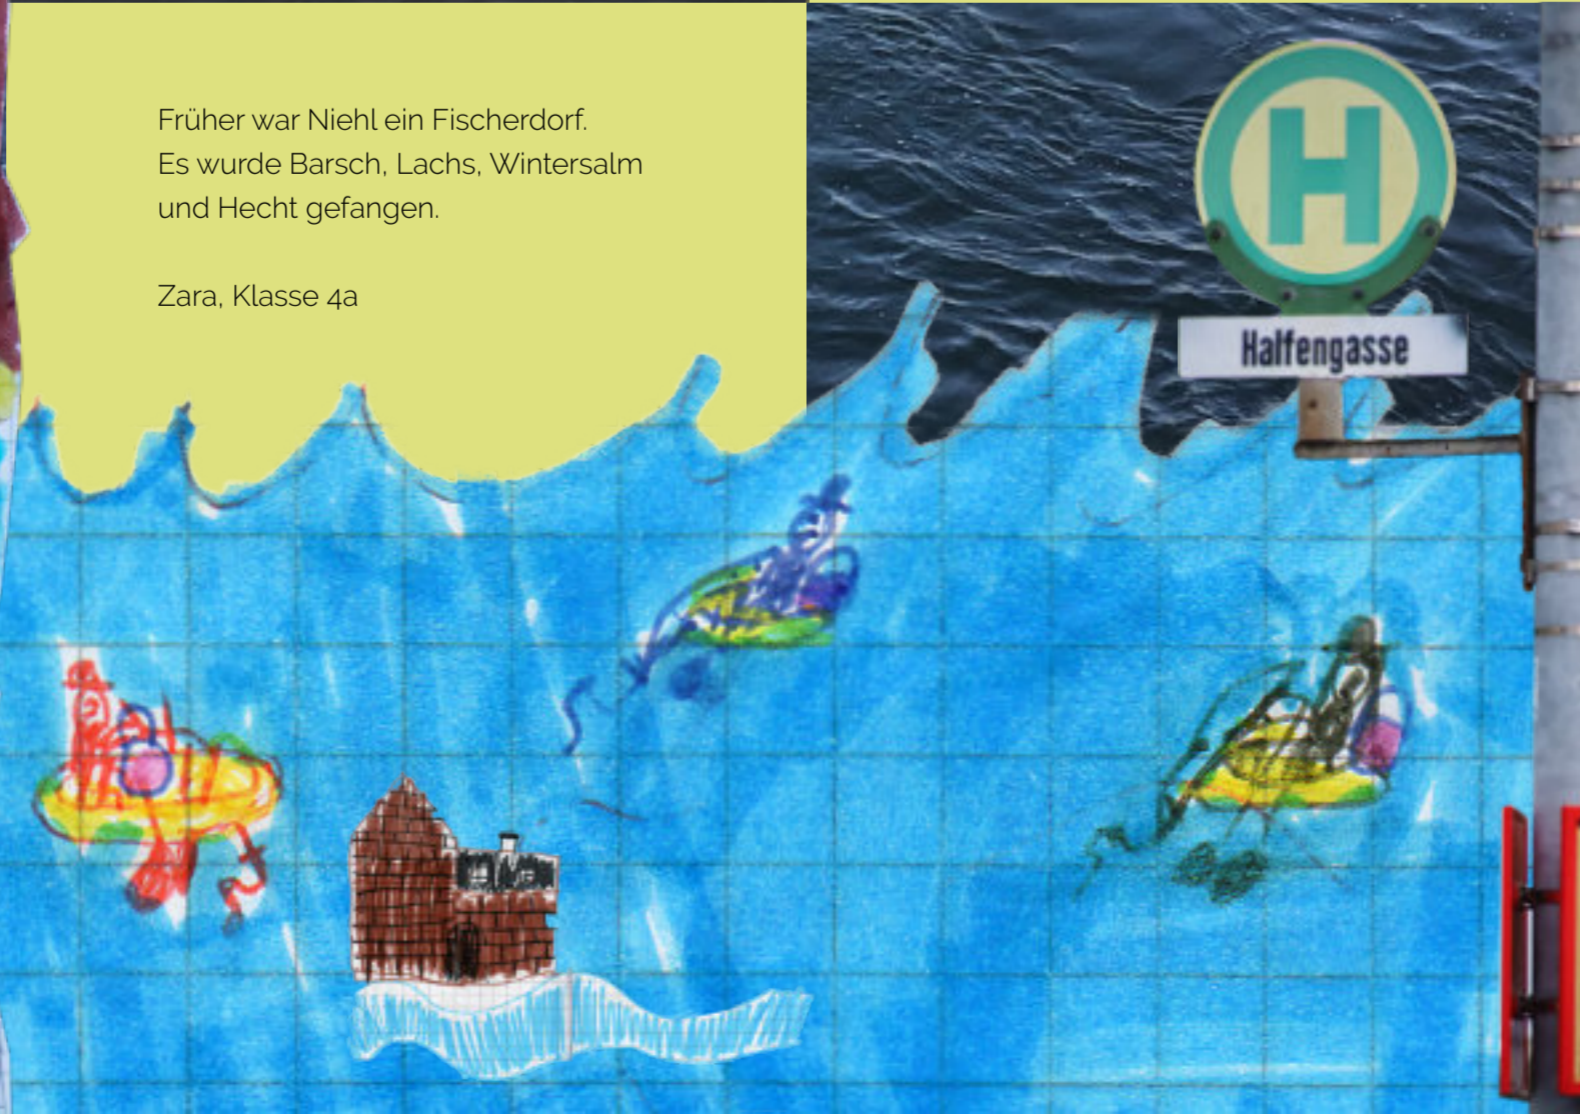 Früher war Niehl ein Fischerdorf.
Es wurde Barsch, Lachs, Wintersalm
und Hecht gefangen.
Zara, Klasse 4a
H
Halfengasse